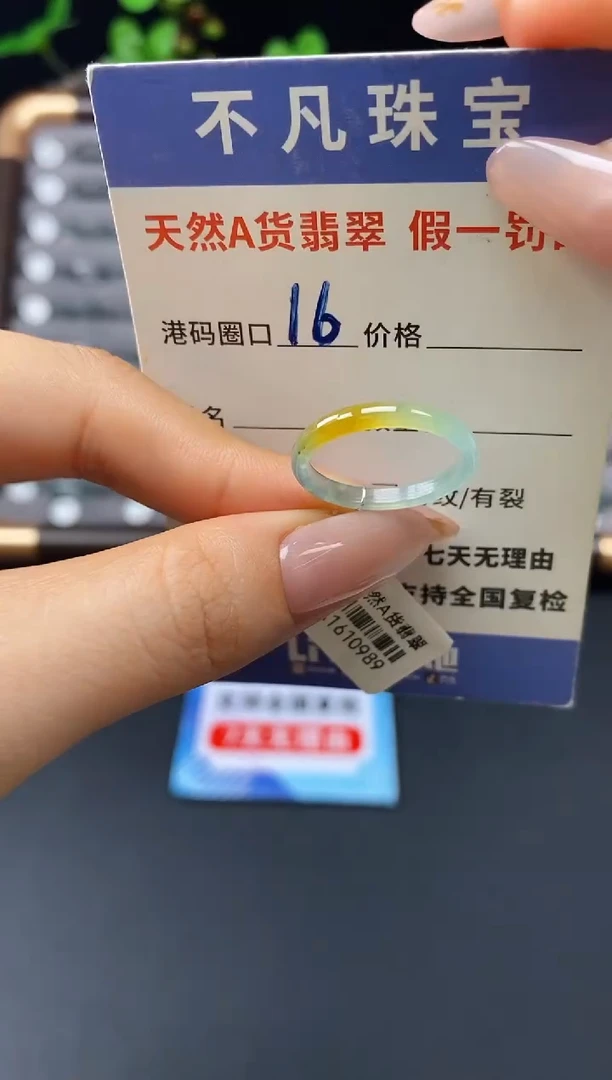 不凡珠宝
天然A货翡翠 假一罚
港码圈口 16 价格
名
纹/有裂
七天无理由
支持全国复检
然A货翡翠
1610989